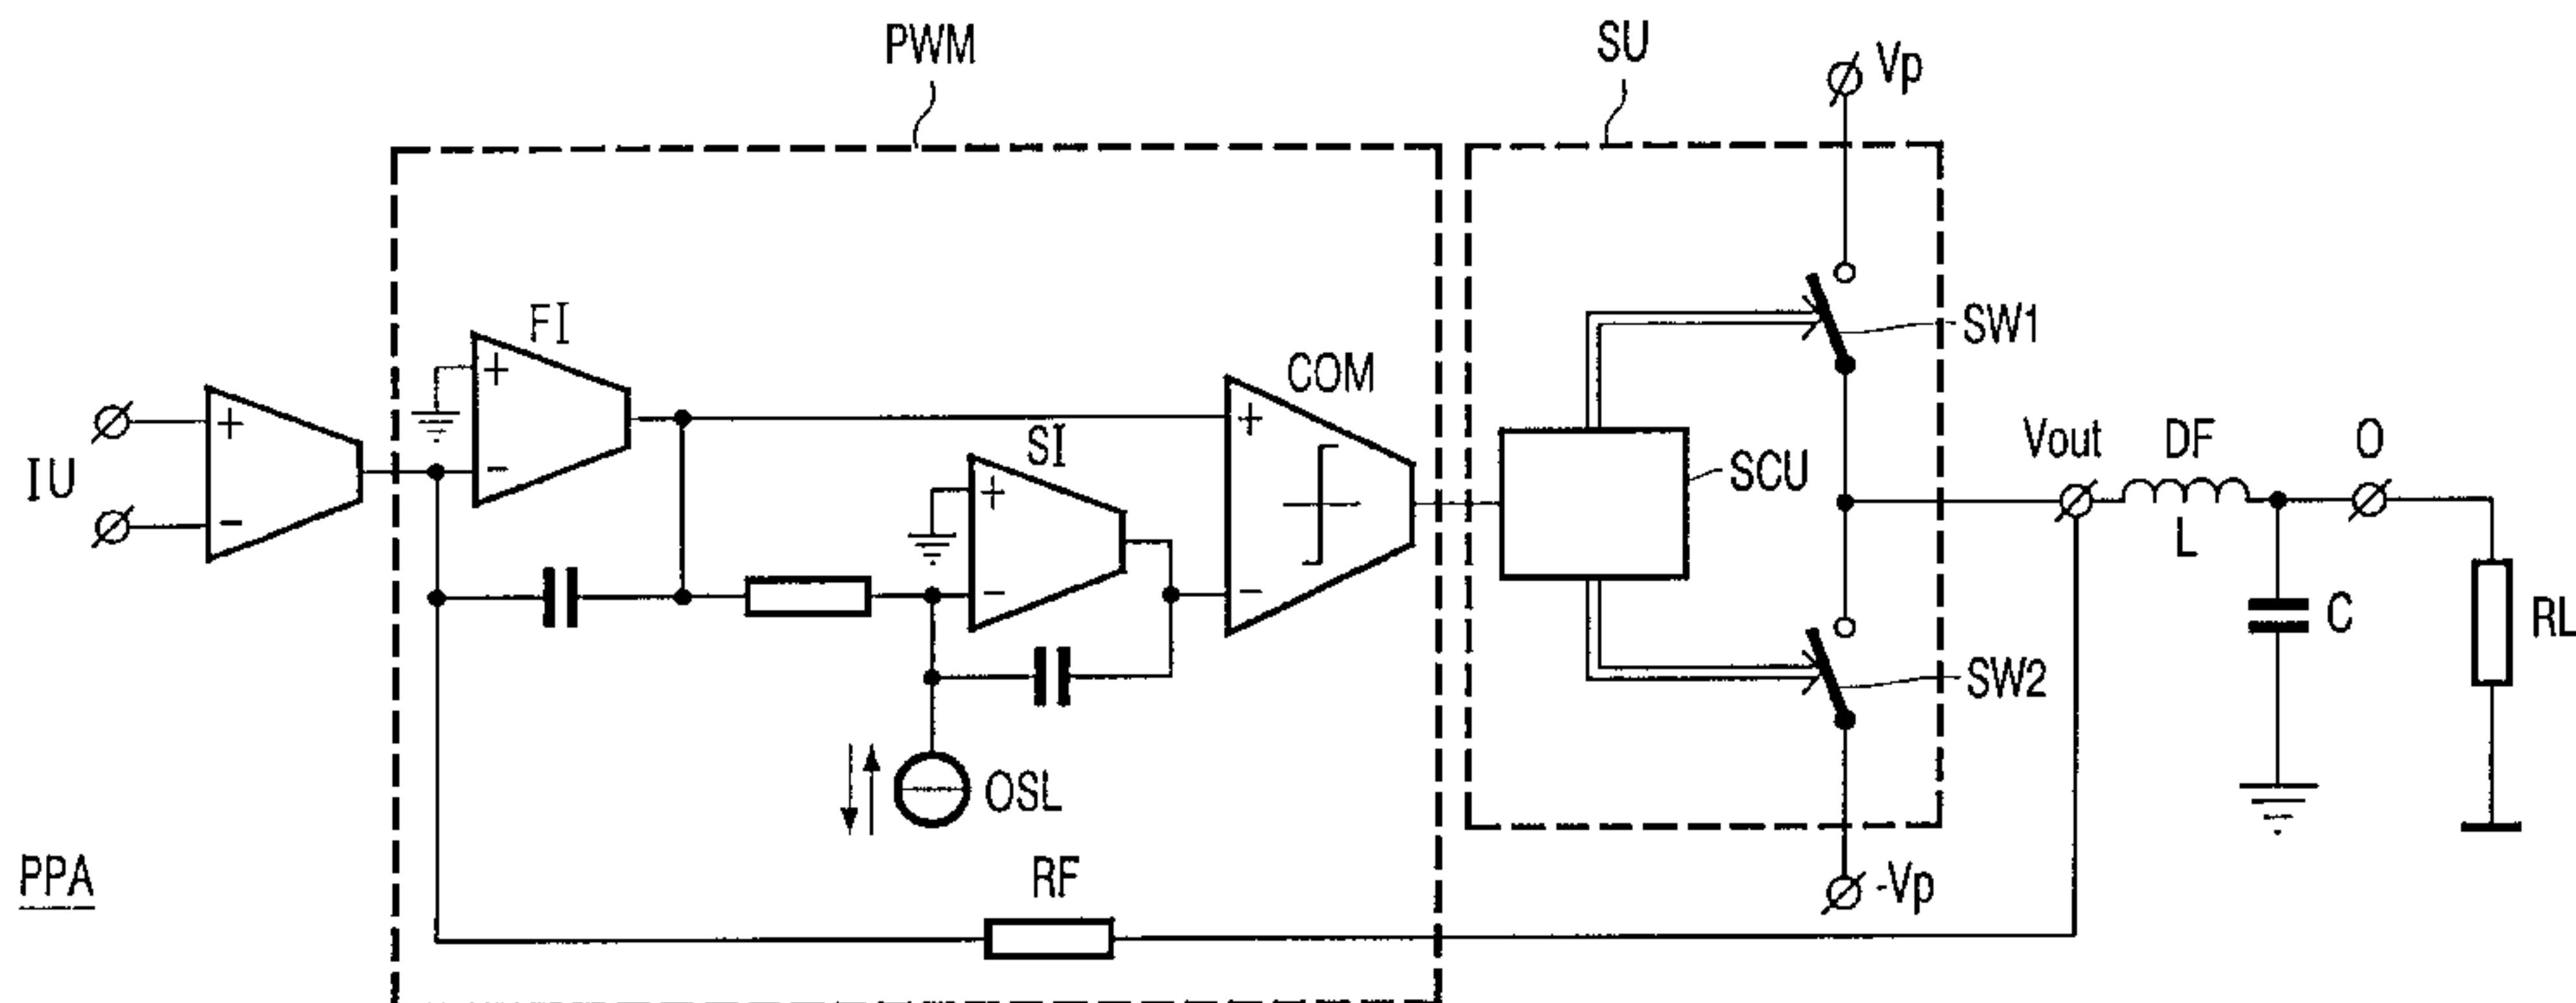 PWM
SU
Vp
FI
COM
SW1
+
+
+
SI
Vout
DF
O
IU
-
+
SCU
L
-
-
-
C
RL
SW2
OSL
PPA
RF
-Vp